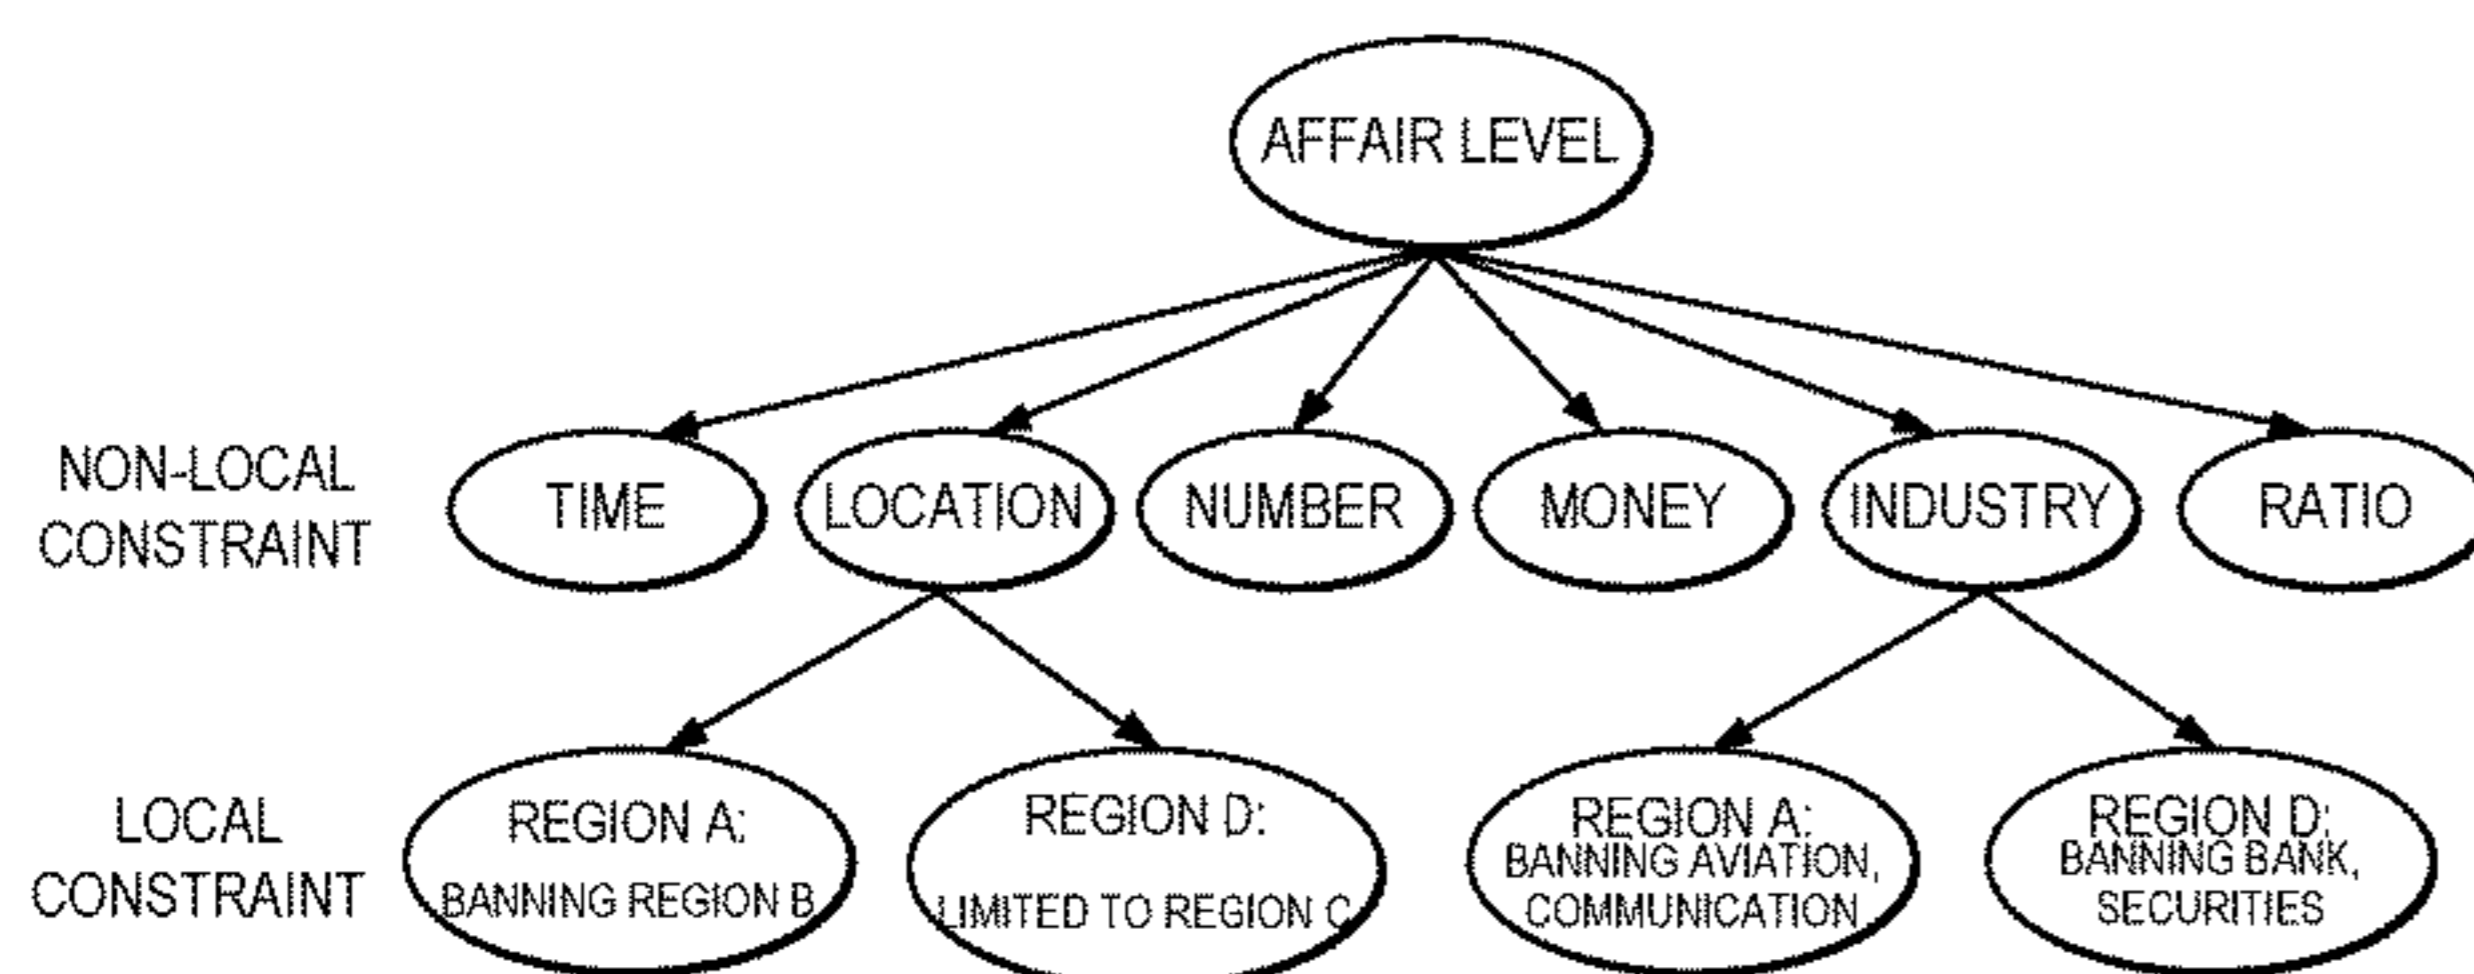 AFFAIR LEVEL
NON-LOCAL
CONSTRAINT
TIME
LOCATION
NUMBER
MONEY
INDUSTRY
RATIO
LOCAL
CONSTRAINT
REGION A:
BANNING REGION B
REGION D:
LIMITED TO REGION C
REGION A:
BANNING AVIATION,
COMMUNICATION
REGION D:
BANNING BANK,
SECURITIES